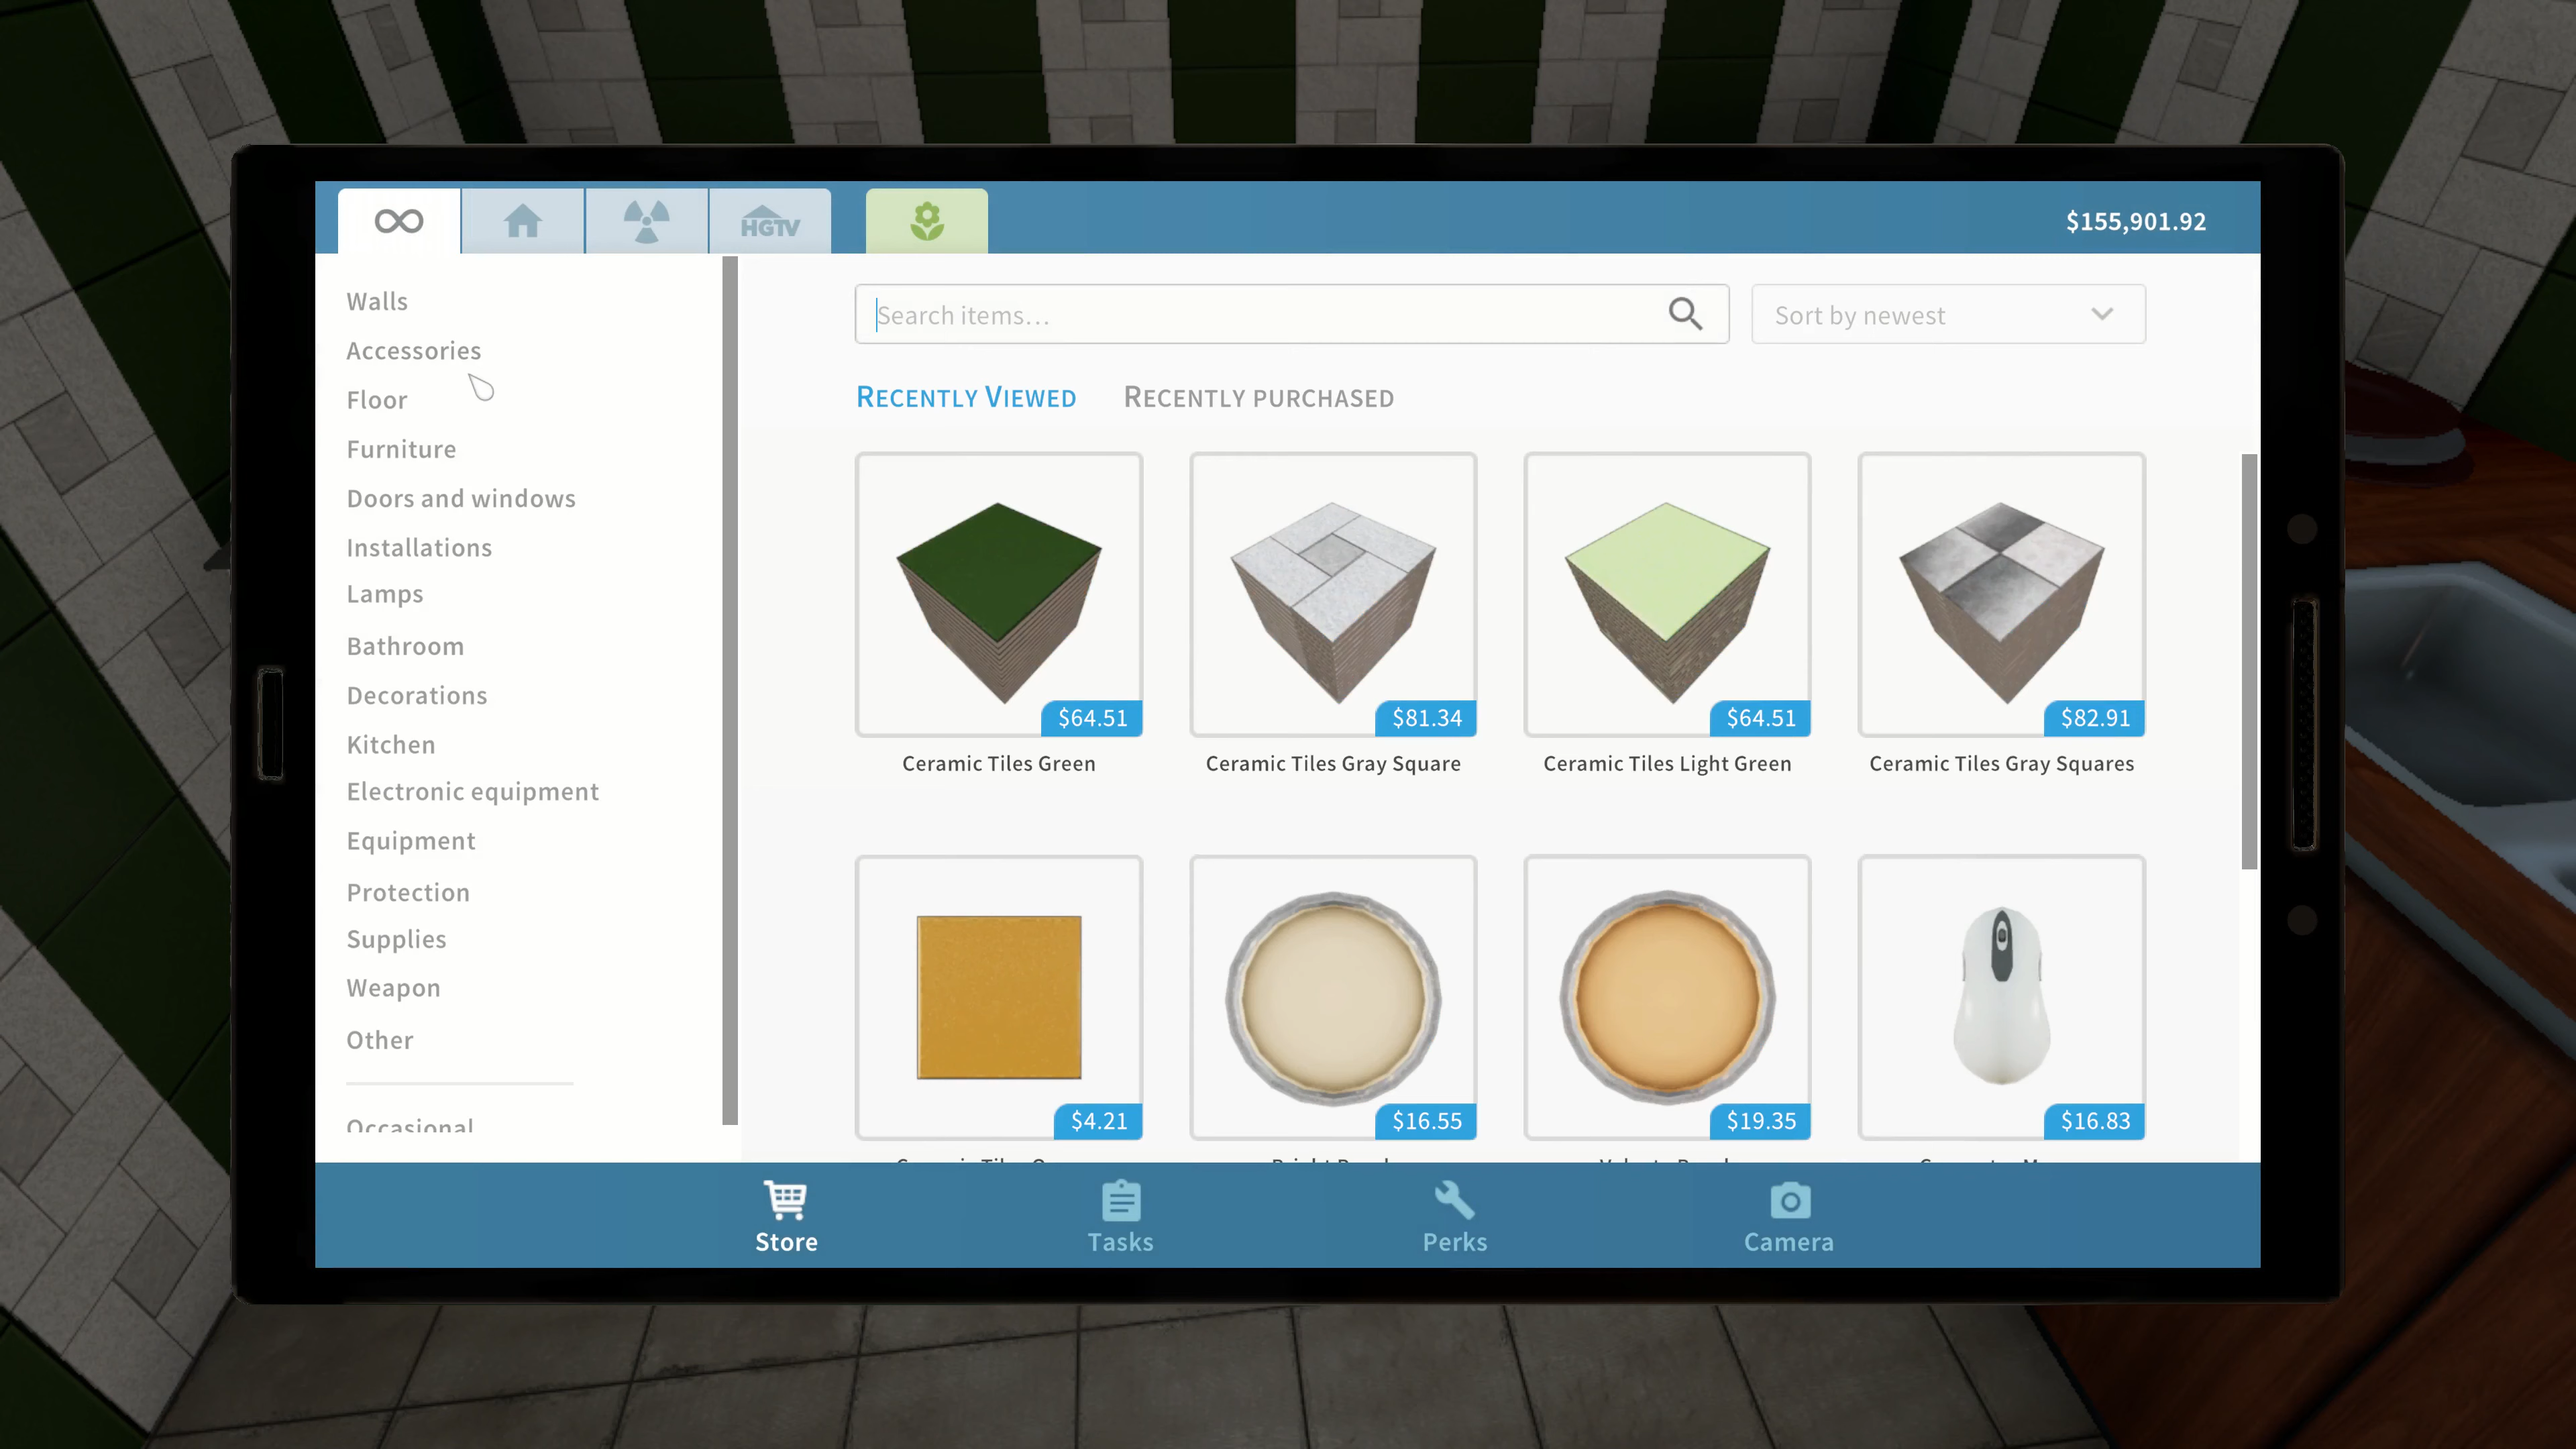 HGTV
$155,901.92
Walls
Accessories
Floor
Furniture
Doors and windows
Installations
Lamps
Bathroom
Decorations
Kitchen
Electronic equipment
Equipment
Protection
Supplies
Weapon
Other
Occasional
Search items...
Sort by newest
RECENTLY VIEWED
RECENTLY PURCHASED
$64.51
$81.34
$64.51
$82.91
Ceramic Tiles Green
Ceramic Tiles Gray Square
Ceramic Tiles Light Green
Ceramic Tiles Gray Squares
$4.21
$16.55
$19.35
$16.83
Store
Tasks
Perks
Camera